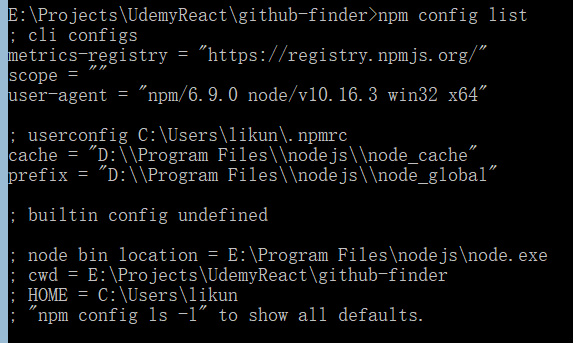 E:\Projects\UdemyReact\github-finder>npm config list
; cli configs
metrics-registry = "https://registry.npmjs.org/"
scope = ""
user-agent = "npm/6.9.0 node/v10.16.3 win32 x64"

; userconfig C:\Users\likun\.npmrc
cache = "D:\\Program Files\\nodejs\\node_cache"
prefix = "D:\\Program Files\\nodejs\\node_global"

; builtin config undefined

; node bin location = E:\Program Files\nodejs\node.exe
; cwd = E:\Projects\UdemyReact\github-finder
; HOME = C:\Users\likun
; "npm config ls -l" to show all defaults.